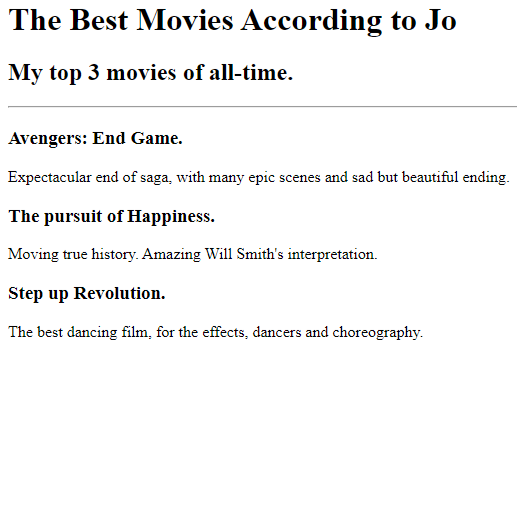 The Best Movies According to Jo
My top 3 movies of all-time.
Avengers: End Game.
Expectacular end of saga, with many epic scenes and sad but beautiful ending.
The pursuit of Happiness.
Moving true history. Amazing Will Smith's interpretation.
Step up Revolution.
The best dancing film, for the effects, dancers and choreography.